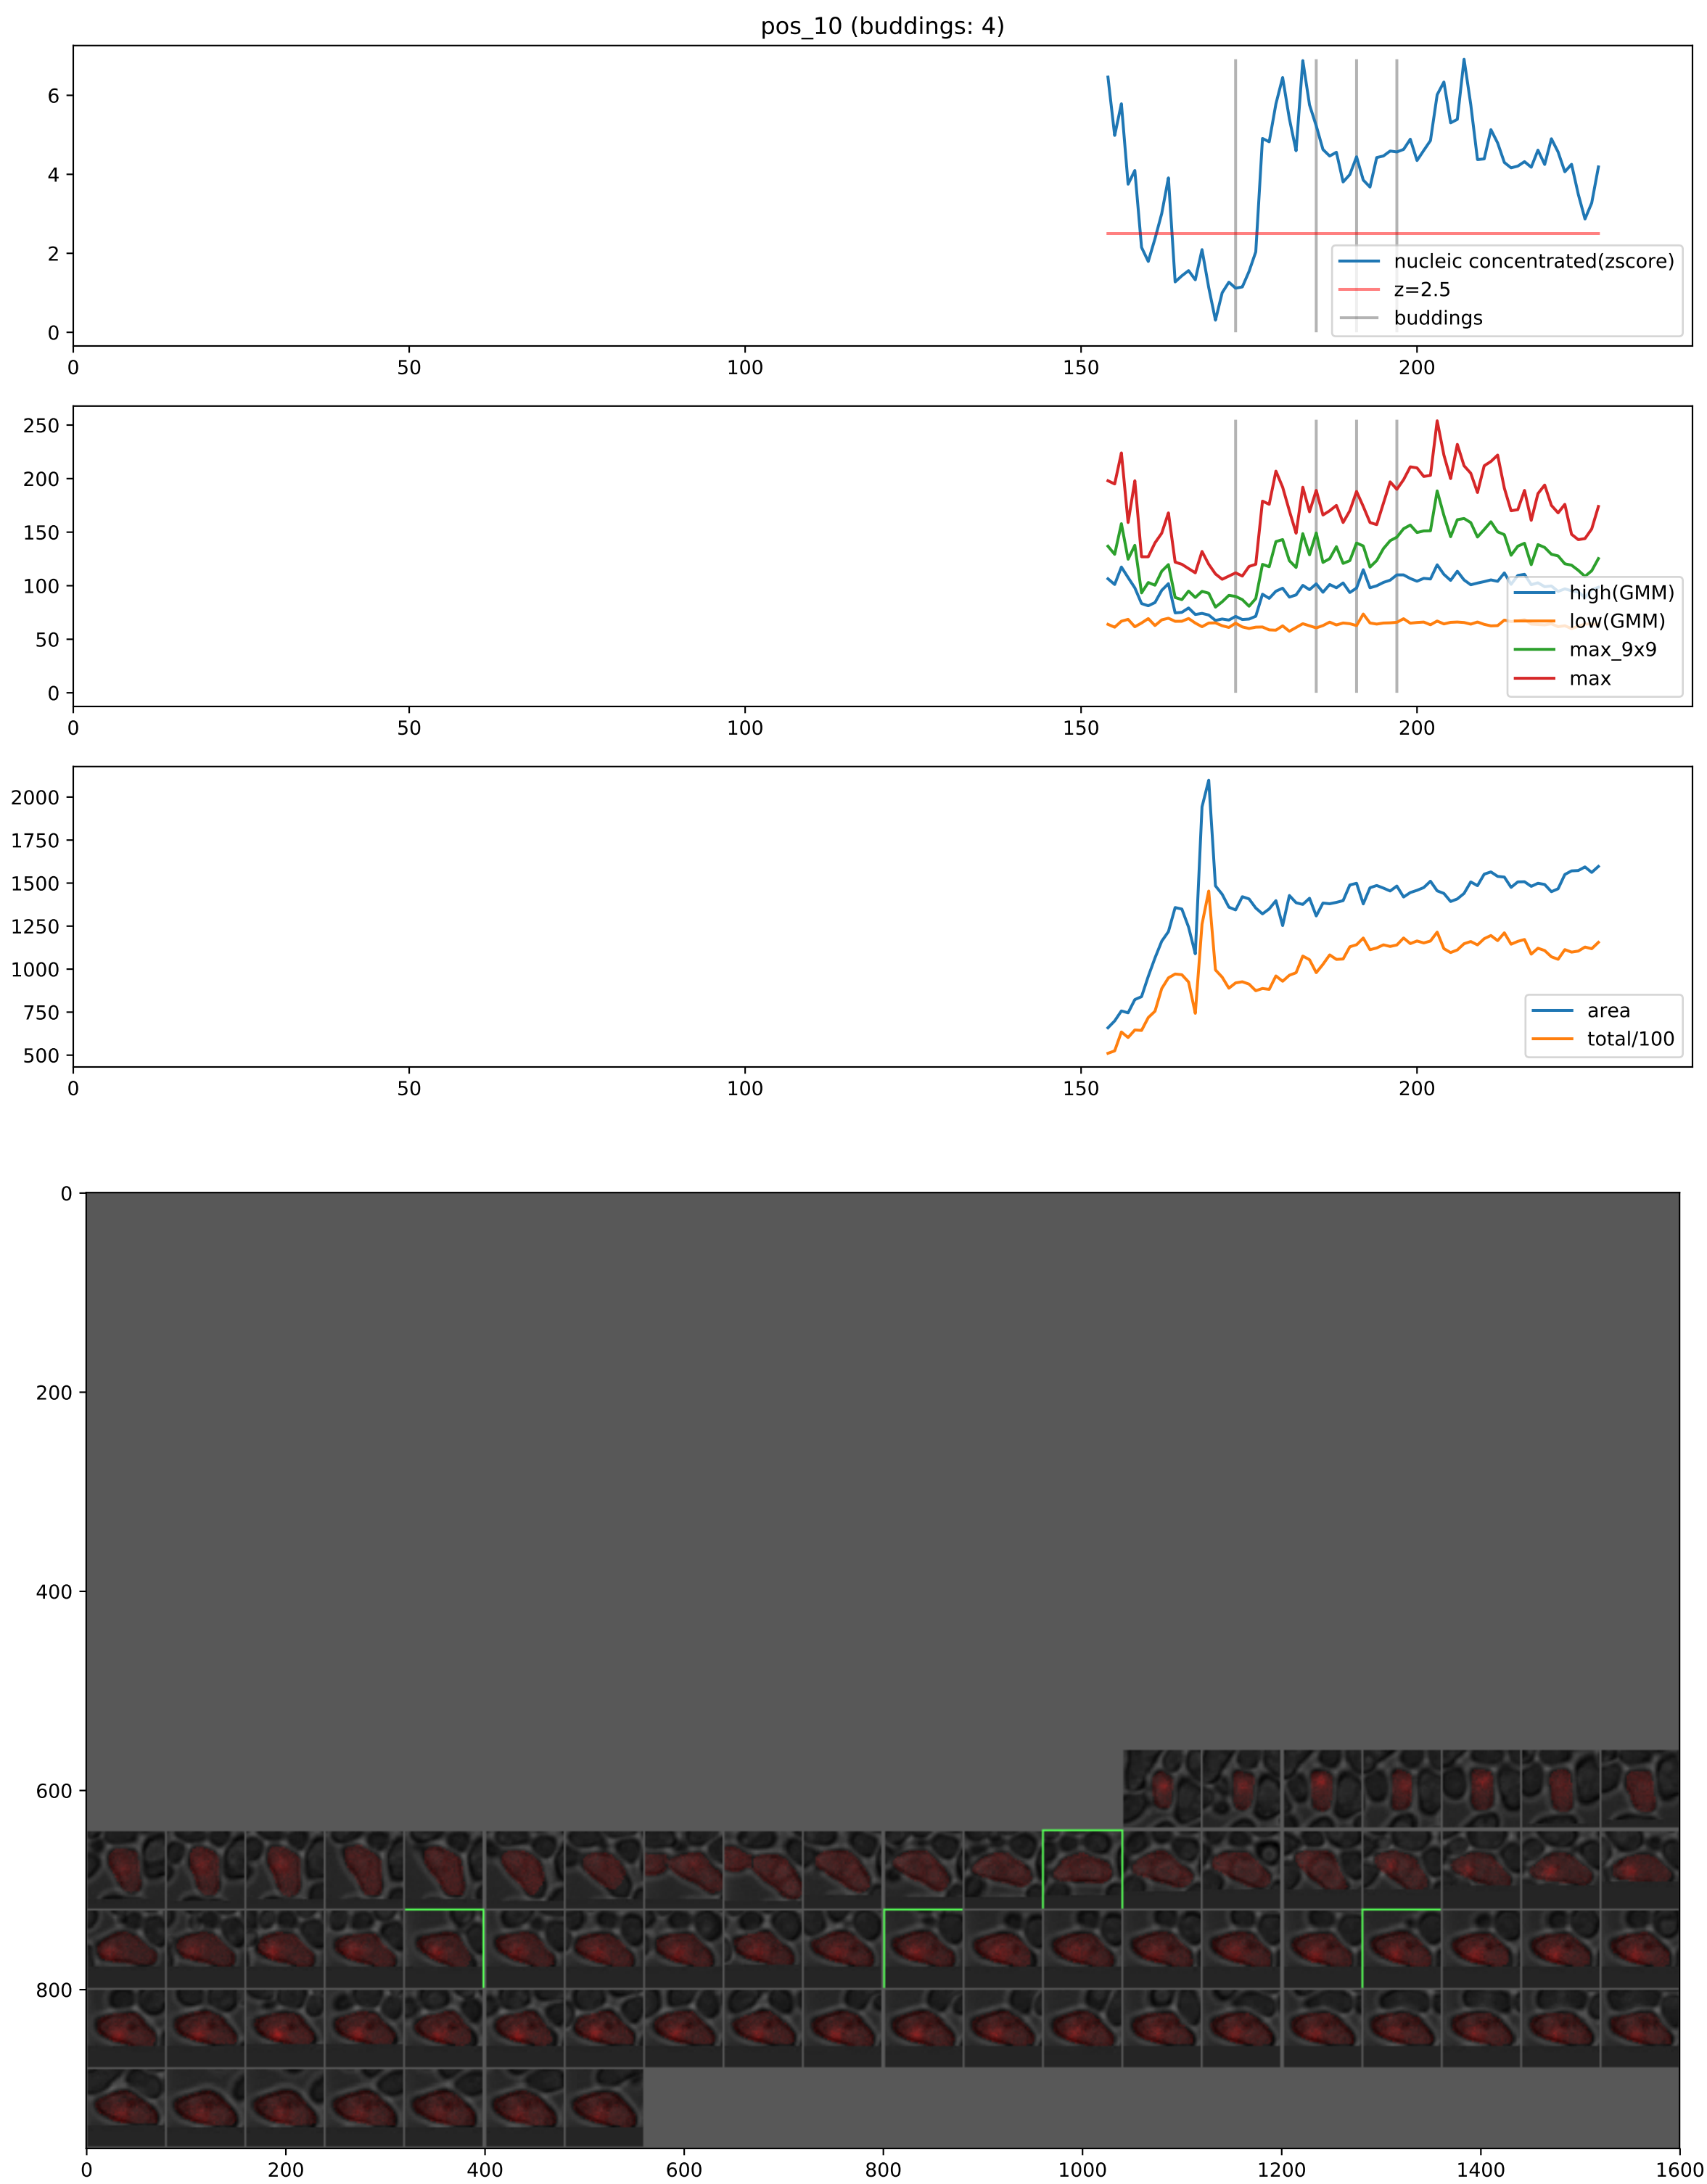 pos_10 (buddings: 4)
6
4
2
0
nucleic concentrated(zscore)
z=2.5
buddings
0 50 100 150 200
250
200
150
100
50
0
high(GMM)
low(GMM)
max_9x9
max
0 50 100 150 200
2000
1750
1500
1250
1000
750
500
area
total/100
0 50 100 150 200
0
200
400
600
800
0 200 400 600 800 1000 1200 1400 1600